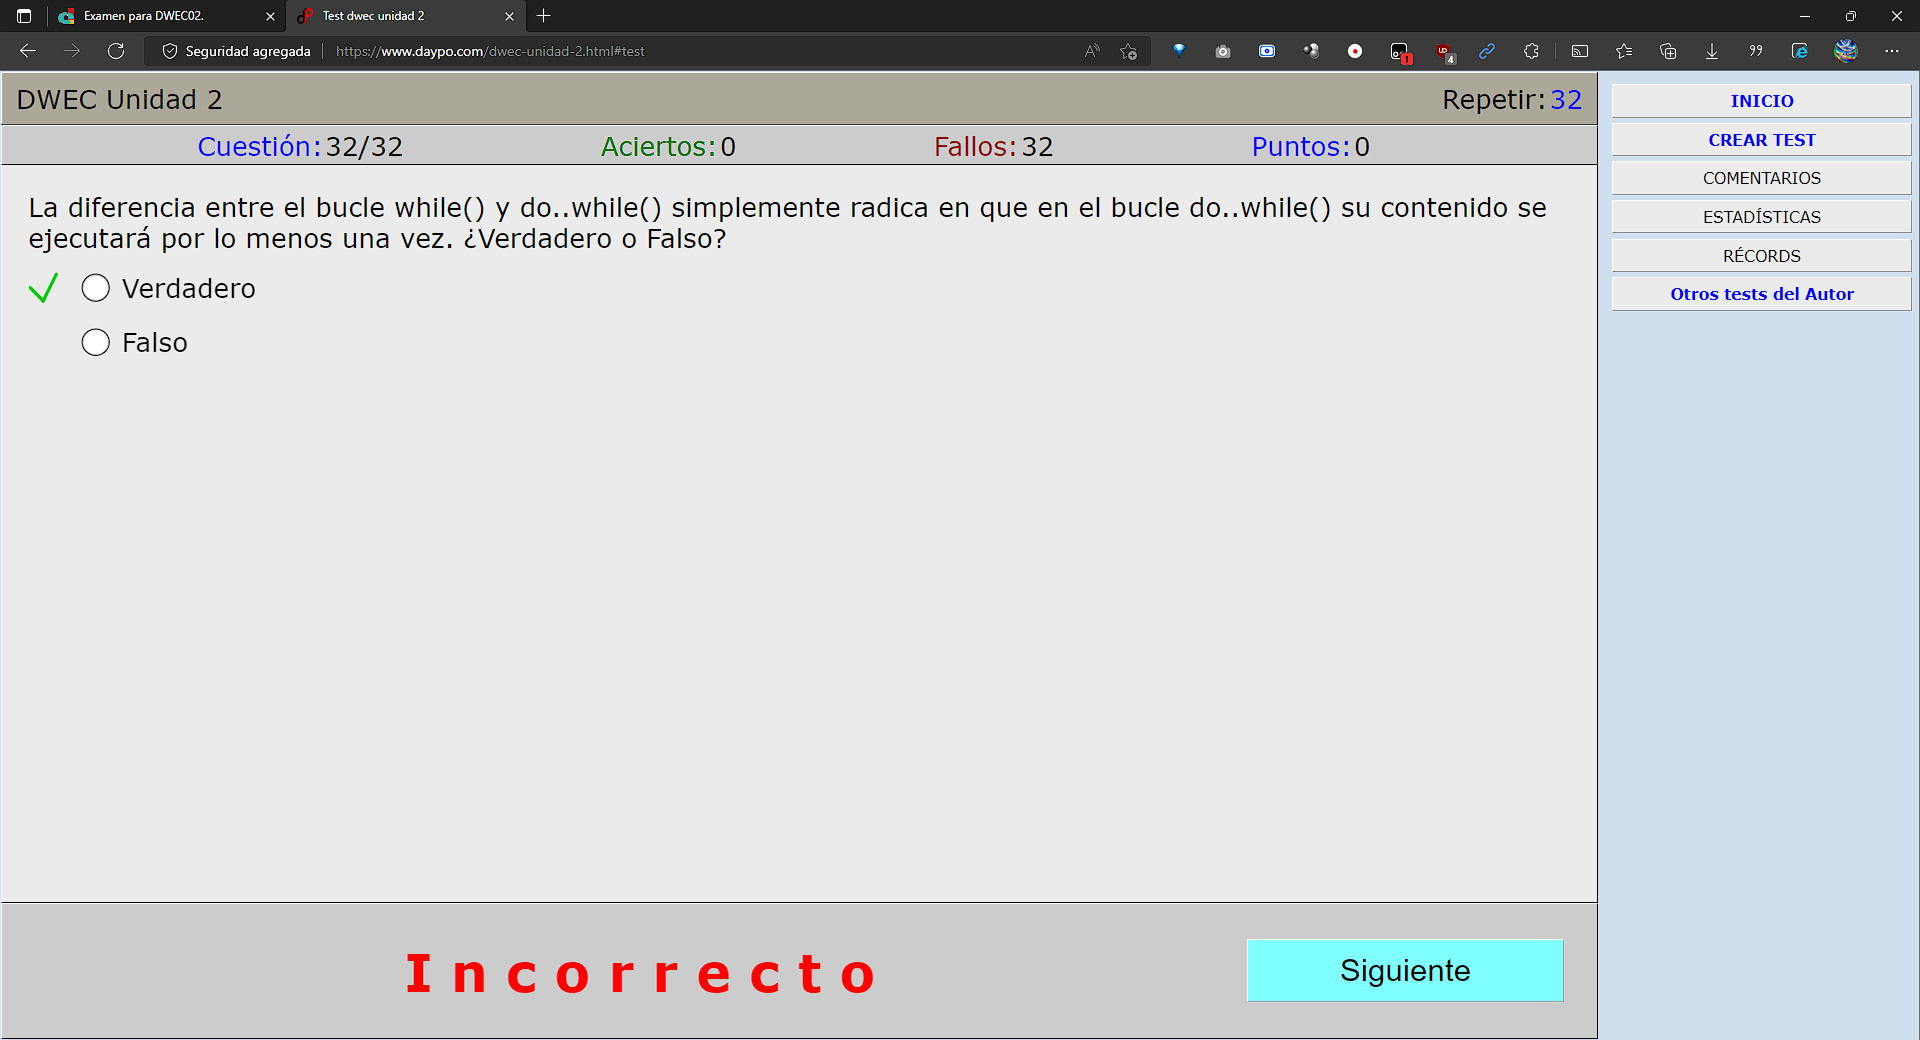 Examen para DWEC02.
Test dwec unidad 2
Seguridad agregada
https://www.daypo.com/dwec-unidad-2.html#test
1
UD
4
DWEC Unidad 2
Repetir: 32
Cuestión: 32/32
Aciertos: 0
Fallos: 32
Puntos: 0
La diferencia entre el bucle while() y do..while() simplemente radica en que en el bucle do..while() su contenido se
ejecutará por lo menos una vez. ¿Verdadero o Falso?
Verdadero
Falso
Incorrecto
Siguiente
INICIO
CREAR TEST
COMENTARIOS
ESTADÍSTICAS
RÉCORDS
Otros tests del Autor